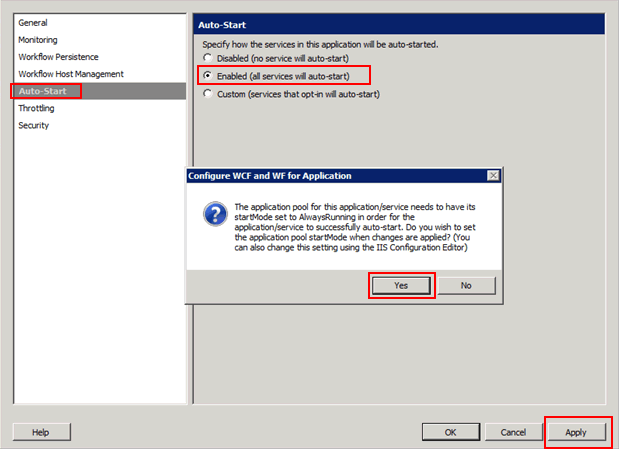 General
Monitoring
Workflow Persistence
Workflow Host Management
Auto-Start
Throttling
Security
Auto-Start
Specify how the services in this application will be auto-started.
Disabled (no service will auto-start)
Enabled (all services will auto-start)
Custom (services that opt-in will auto-start)
Configure WCF and WF for Application
The application pool for this application/service needs to have its
startMode set to AlwaysRunning in order for the
application/service to successfully auto-start. Do you wish to set
the application pool startMode when changes are applied? (You
can also change this setting using the IIS Configuration Editor)
Yes
No
Help
OK
Cancel
Apply